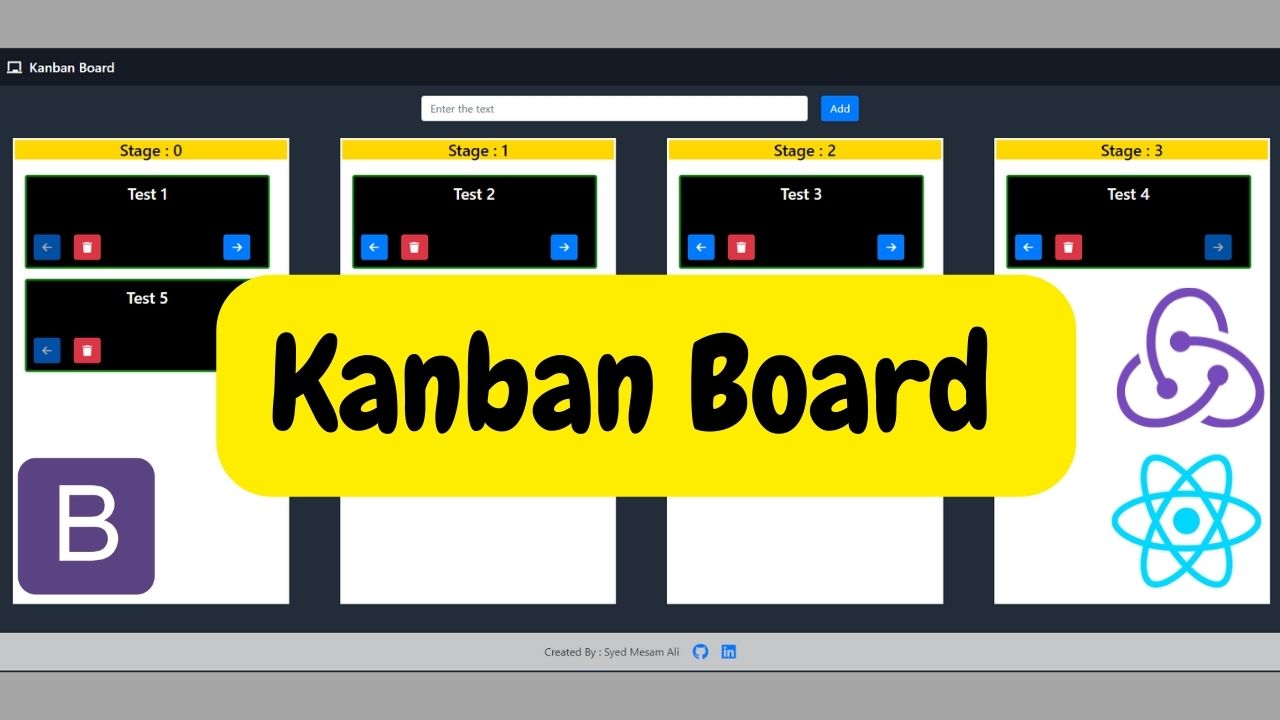 Kanban Board
Enter the text
Add
Stage : 0
Stage : 1
Stage : 2
Stage : 3
Test 1
Test 2
Test 3
Test 4
Test 5
Kanban Board
B
Created By : Syed Mesam Ali
in